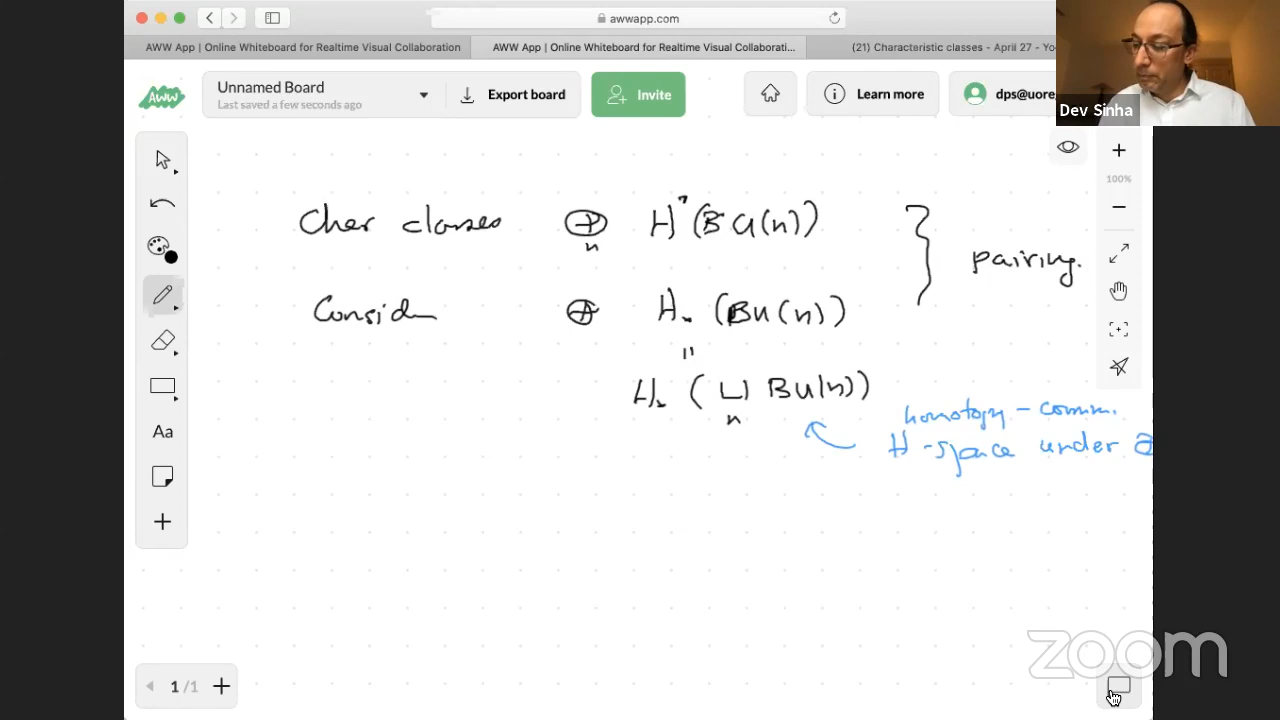 awwapp.com
AWW App | Online Whiteboard for Realtime Visual Collaboration
AWW App | Online Whiteboard for Realtime Visual Collaborati...
(21) Characteristic classes - April 27 - Yo
AWW
Unnamed Board
Last saved a few seconds ago
Export board
Invite
Learn more
dps@uore
Dev Sinha
100%
Char classes ⊕ n H*(BU(n))
pairing.
Consider ⊕ H* (BU(n))
"
H* ( ⊔ n BU(n))
homotopy - comm.
H-space under
Aa
zoom
1/1